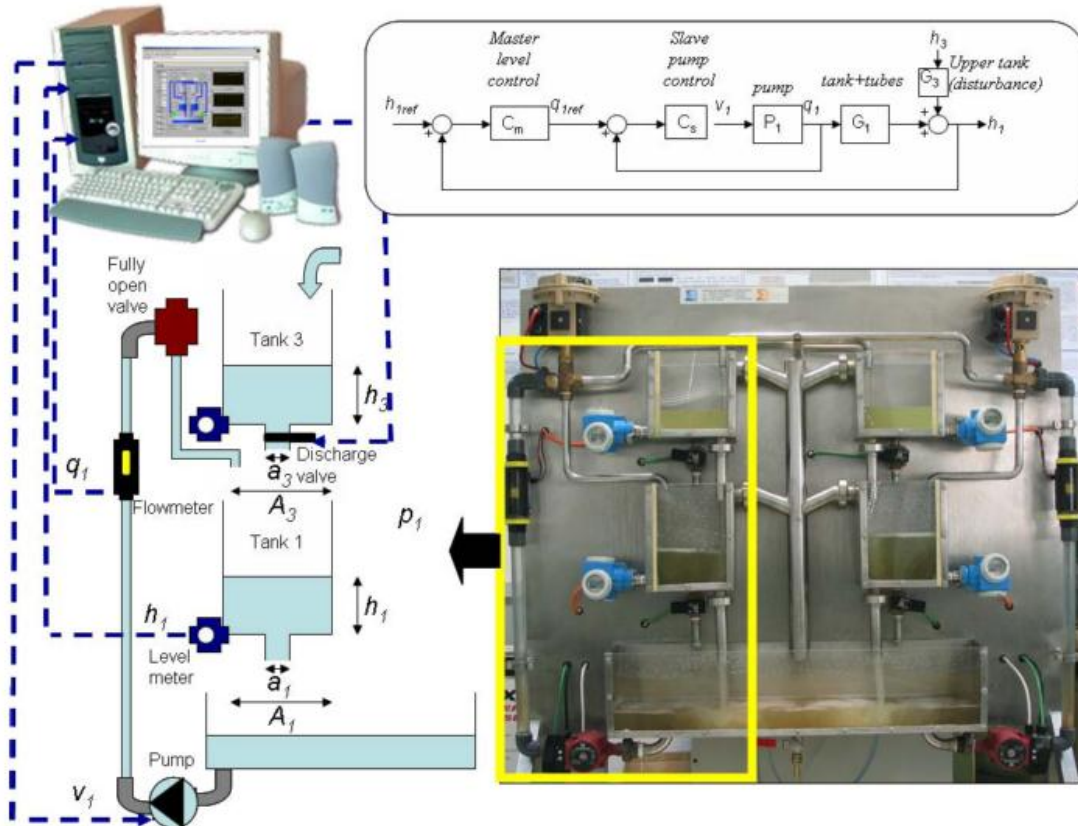 Master
level
control
Slave
pump
control
pump
tank+tubes
h3
Upper tank
(disturbance)
G3
h1ref
+
Cm
q1ref
+
Cs
v1
P1
q1
G1
+
+
h1
Fully
open
valve
Tank 3
h3
Discharge
valve
a3
A3
q1
Flowmeter
Tank 1
h1
h1
Level
meter
a1
A1
Pump
v1
p1